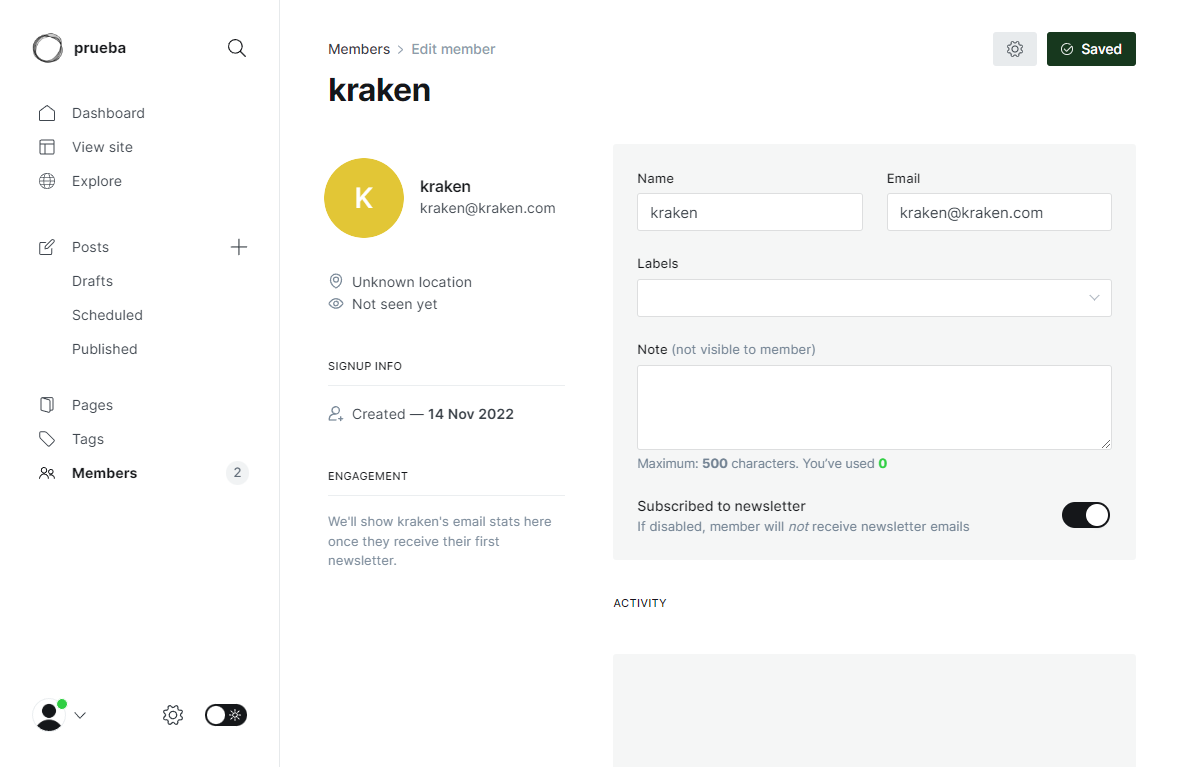 prueba
Dashboard
View site
Explore
Posts
Drafts
Scheduled
Published
Pages
Tags
Members 2
Members > Edit member
Saved
kraken
K
kraken
kraken@kraken.com
Unknown location
Not seen yet
SIGNUP INFO
Created — 14 Nov 2022
ENGAGEMENT
We'll show kraken's email stats here
once they receive their first
newsletter.
Name
kraken
Email
kraken@kraken.com
Labels
Note (not visible to member)
Maximum: 500 characters. You've used 0
Subscribed to newsletter
If disabled, member will not receive newsletter emails
ACTIVITY